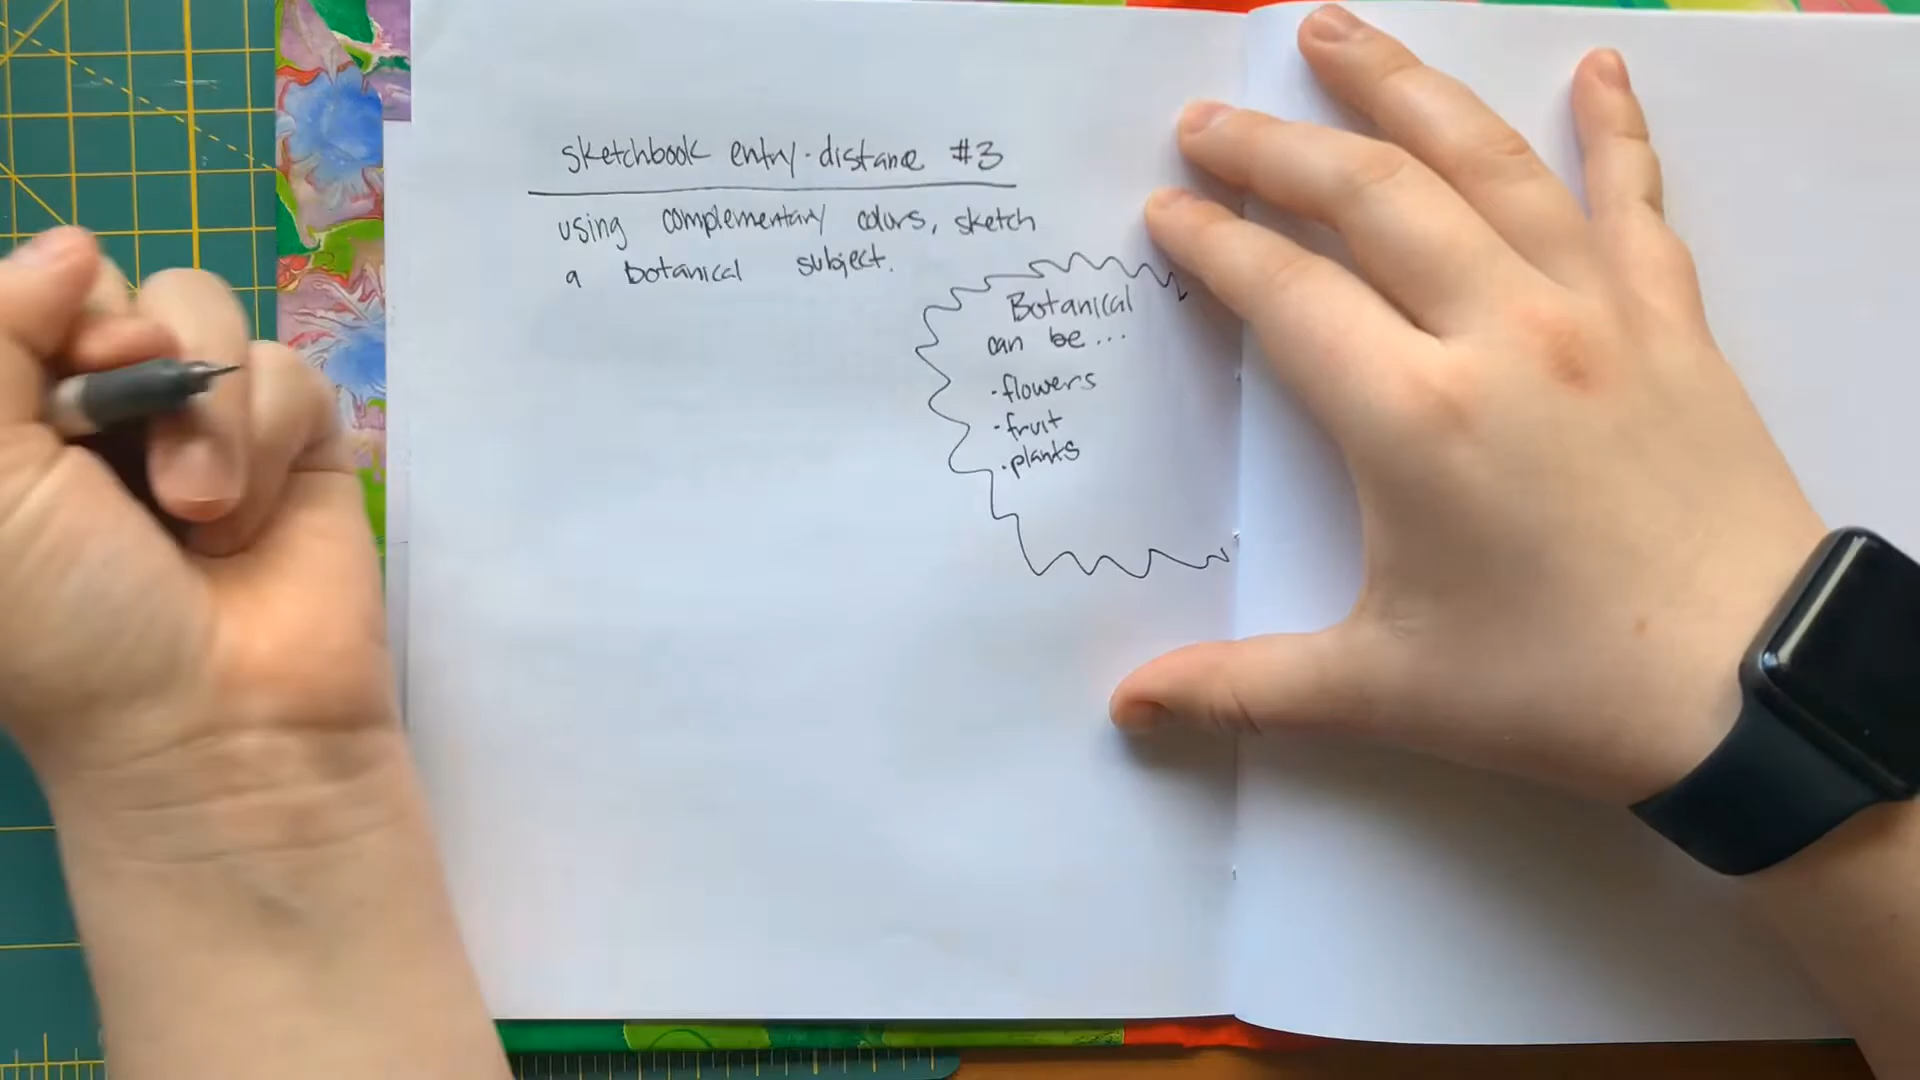 sketchbook entry · distance #3
using complementary colors, sketch
a botanical subject.
Botanical
can be ...
· flowers
· fruit
· plants